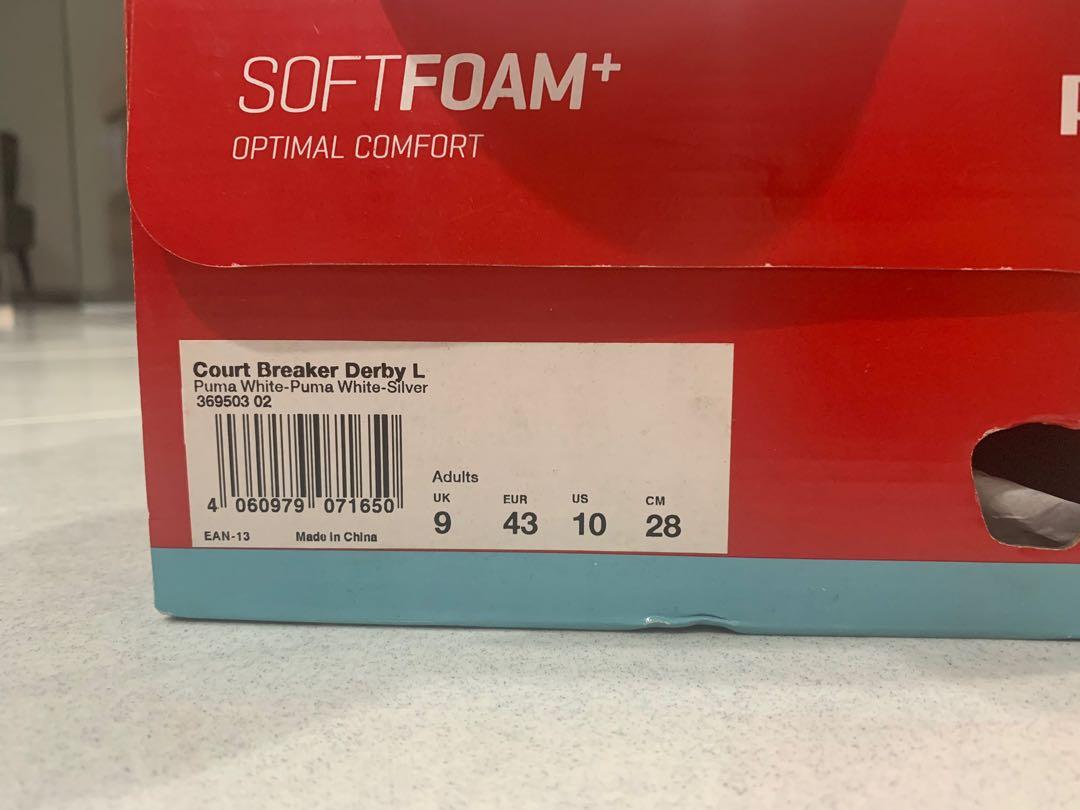 SOFTFOAM+
OPTIMAL COMFORT
Court Breaker Derby L
Puma White-Puma White-Silver
369503 02
4 060979 071650
EAN-13 Made in China
Adults
UK EUR US CM
9 43 10 28